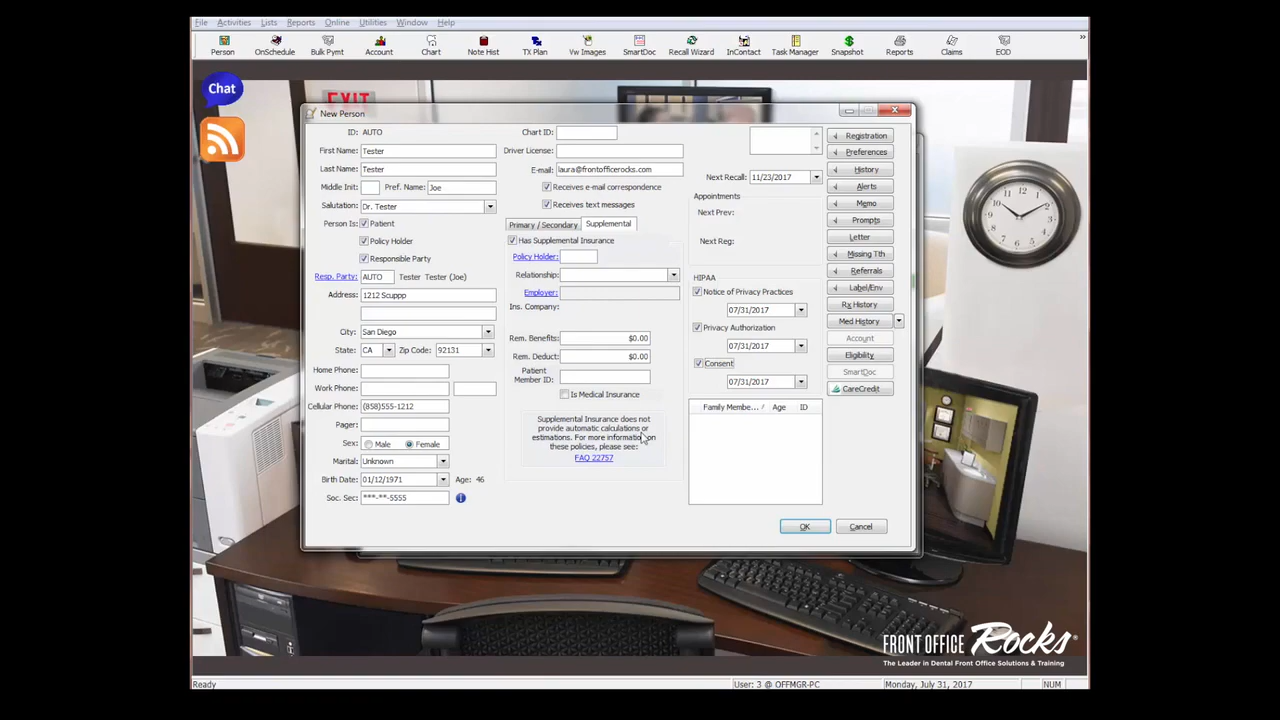 File Activities Lists Reports Online Utilities Window Help
Person OnSchedule Bulk Pymt Account Chart Note Hist TX Plan Vw Images SmartDoc Recall Wizard InContact Task Manager Snapshot Reports Claims EOD
Chat
EXIT
New Person
ID: AUTO
First Name: Tester
Last Name: Tester
Middle Init: Pref. Name: Joe
Salutation: Dr. Tester
Person Is: Patient
Policy Holder
Responsible Party
Resp. Party: AUTO Tester Tester (Joe)
Address: 1212 Scuppp
City: San Diego
State: CA Zip Code: 92131
Home Phone:
Work Phone:
Cellular Phone: (858)555-1212
Pager:
Sex: Male Female
Marital: Unknown
Birth Date: 01/12/1971 Age: 46
Soc. Sec: ***-**-5555
Chart ID:
Driver License:
E-mail: laura@frontofficerocks.com
Receives e-mail correspondence
Receives text messages
Primary / Secondary Supplemental
Has Supplemental Insurance
Policy Holder:
Relationship:
Employer:
Ins. Company:
Rem. Benefits: $0.00
Rem. Deduct: $0.00
Patient
Member ID:
Is Medical Insurance
Supplemental Insurance does not
provide automatic calculations or
estimations. For more information on
these policies, please see:
FAQ 22757
Next Recall: 11/23/2017
Appointments
Next Prev:
Next Reg:
HIPAA
Notice of Privacy Practices
07/31/2017
Privacy Authorization
07/31/2017
Consent
07/31/2017
Family Membe... / Age ID
OK Cancel
Registration
Preferences
History
Alerts
Memo
Prompts
Letter
Missing Tth
Referrals
Label/Env
Rx History
Med History
Account
Eligibility
SmartDoc
CareCredit
FRONT OFFICE Rocks®
The Leader in Dental Front Office Solutions & Training
Ready User: 3 @ OFFMGR-PC Monday, July 31, 2017 NUM